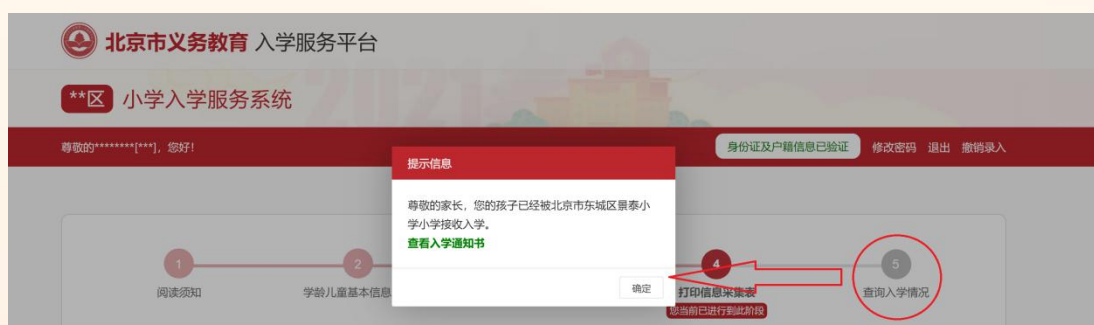 北京市义务教育 入学服务平台
2021
**区 小学入学服务系统
尊敬的********[***]，您好!
身份证及户籍信息已验证 修改密码 退出 撤销录入
提示信息
尊敬的家长，您的孩子已经被北京市东城区景泰小
学小学接收入学。
查看入学通知书
确定
1 2 4 5
阅读须知 学龄儿童基本信息 打印信息采集表 查询入学情况
您当前已进行到此阶段